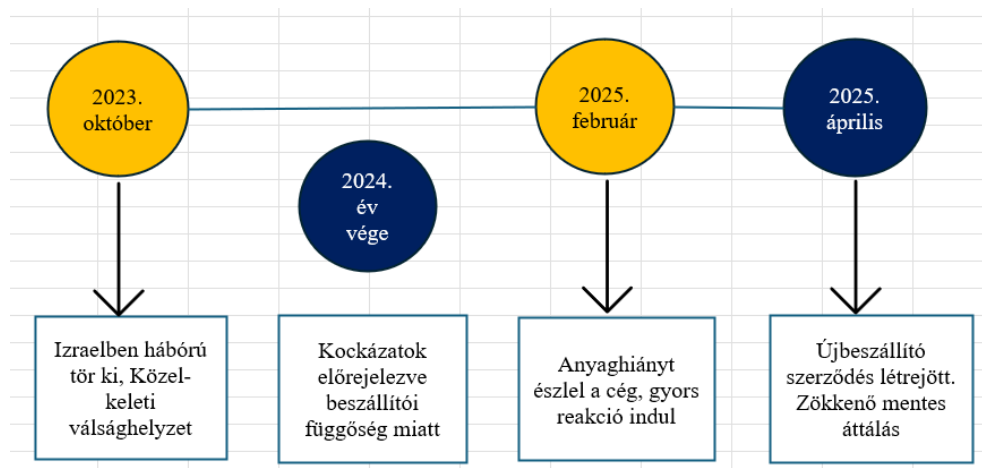 2023.
október
2024.
év
vége
2025.
február
2025.
április
Izraelben hábórú
tör ki, Közel-
keleti
válsághelyzet
Kockázatok
előrejelezve
beszállítói
függőség miatt
Anyaghiányt
észlel a cég, gyors
reakció indul
Újbeszállító
szerződés létrejött.
Zökkenő mentes
áttálás